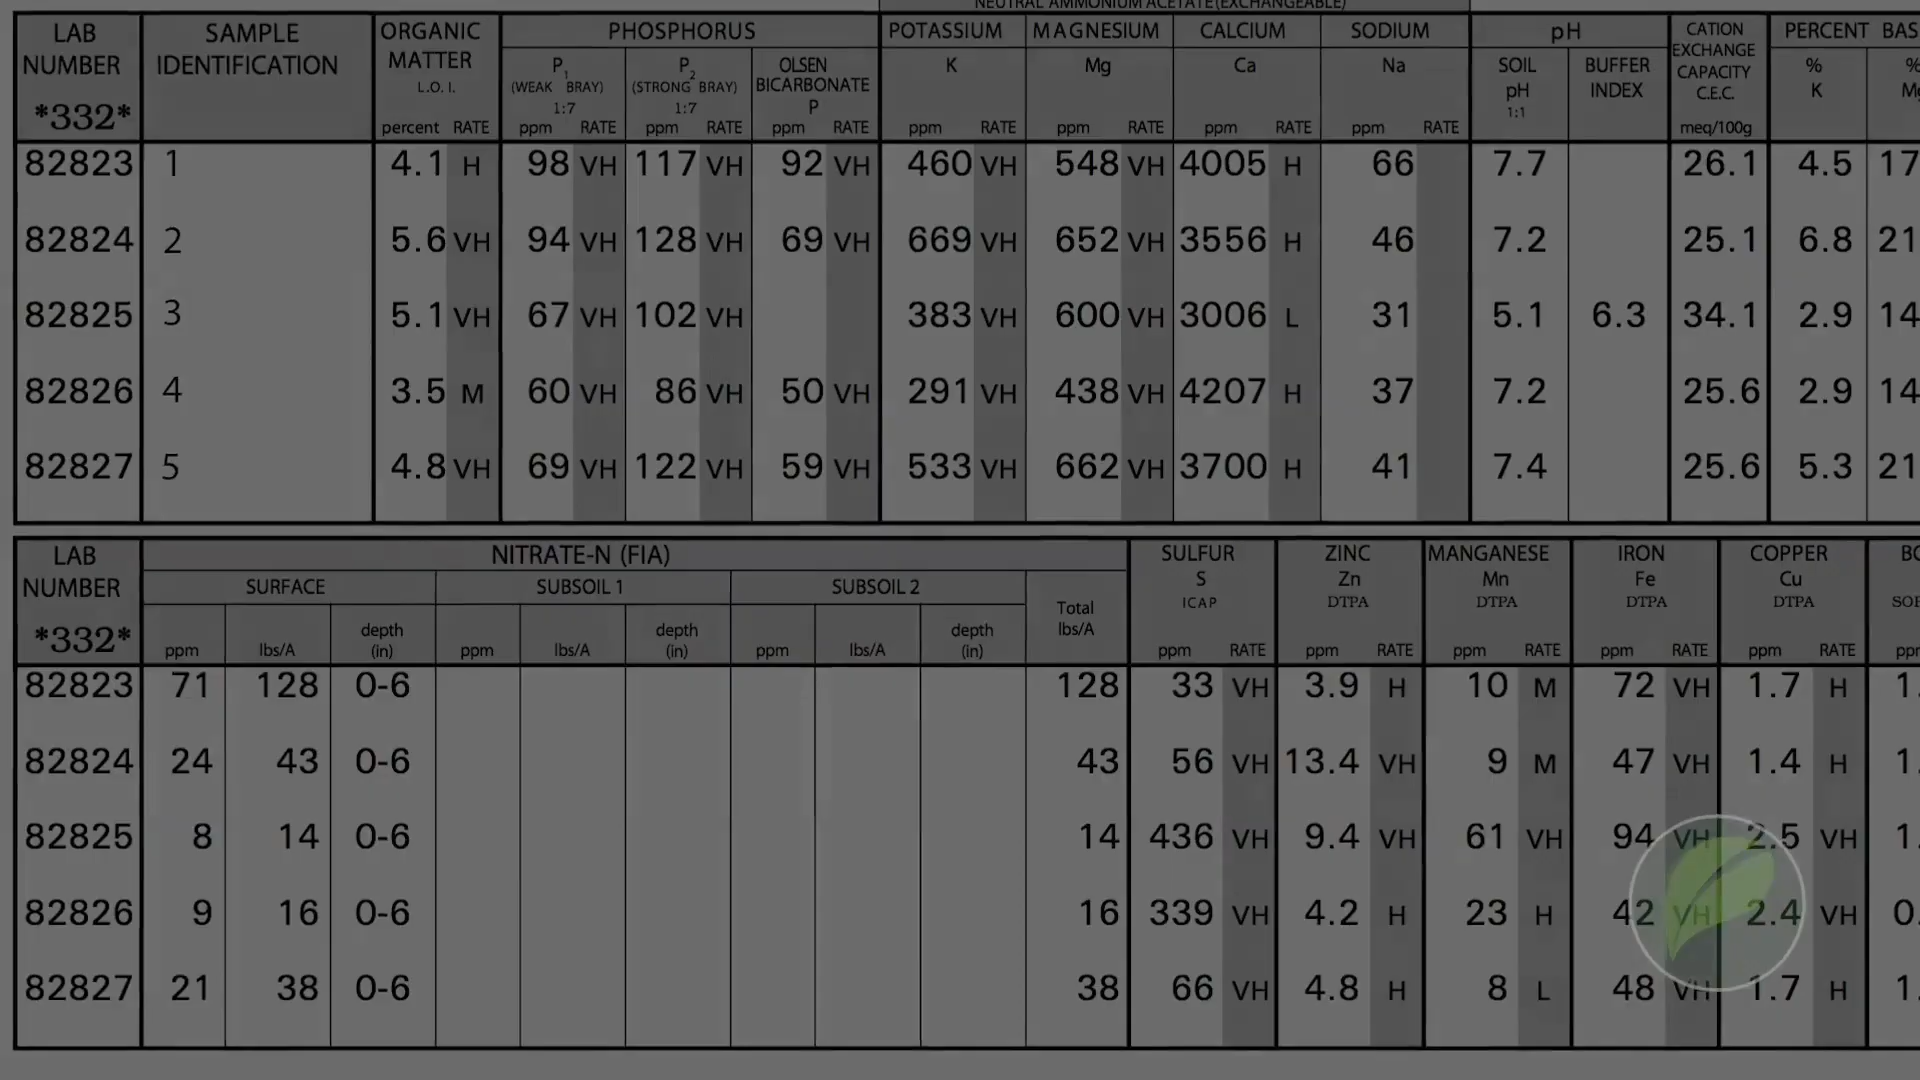 NEUTRAL AMMONIUM ACETATE (EXCHANGEABLE)
LAB NUMBER *332* SAMPLE IDENTIFICATION ORGANIC MATTER L.O.I. percent RATE PHOSPHORUS POTASSIUM MAGNESIUM CALCIUM SODIUM pH CATION EXCHANGE CAPACITY C.E.C. meq/100g PERCENT BAS
P1 (WEAK BRAY) 1:7 ppm RATE P2 (STRONG BRAY) 1:7 ppm RATE OLSEN BICARBONATE P ppm RATE K ppm RATE Mg ppm RATE Ca ppm RATE Na ppm RATE SOIL pH 1:1 BUFFER INDEX % K % Mg
82823 1 4.1 H 98 VH 117 VH 92 VH 460 VH 548 VH 4005 H 66 7.7 26.1 4.5 17
82824 2 5.6 VH 94 VH 128 VH 69 VH 669 VH 652 VH 3556 H 46 7.2 25.1 6.8 21
82825 3 5.1 VH 67 VH 102 VH 383 VH 600 VH 3006 L 31 5.1 6.3 34.1 2.9 14
82826 4 3.5 M 60 VH 86 VH 50 VH 291 VH 438 VH 4207 H 37 7.2 25.6 2.9 14
82827 5 4.8 VH 69 VH 122 VH 59 VH 533 VH 662 VH 3700 H 41 7.4 25.6 5.3 21
LAB NUMBER *332* NITRATE-N (FIA) SULFUR S ICAP ppm RATE ZINC Zn DTPA ppm RATE MANGANESE Mn DTPA ppm RATE IRON Fe DTPA ppm RATE COPPER Cu DTPA ppm RATE
SURFACE SUBSOIL 1 SUBSOIL 2 Total lbs/A
ppm lbs/A depth (in) ppm lbs/A depth (in) ppm lbs/A depth (in)
82823 71 128 0-6 128 33 VH 3.9 H 10 M 72 VH 1.7 H 1.
82824 24 43 0-6 43 56 VH 13.4 VH 9 M 47 VH 1.4 H 1.
82825 8 14 0-6 14 436 VH 9.4 VH 61 VH 94 VH 2.5 VH 1.
82826 9 16 0-6 16 339 VH 4.2 H 23 H 42 VH 2.4 VH 0.
82827 21 38 0-6 38 66 VH 4.8 H 8 L 48 VH 1.7 H 1.